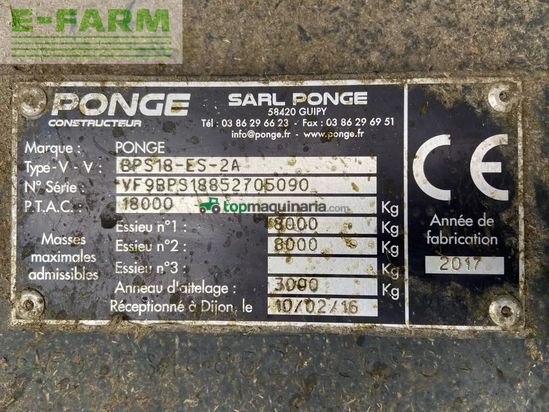 E-FARM
PONGE
CONSTRUCTEUR
SARL PONGE
58420 GUIPY
Tél : 03 86 29 66 23 - Fax : 03 86 29 69 51
info@ponge.fr - www.ponge.fr
Marque : PONGE
Type-V-V : BPS18-ES-2A
N° Série : VF9BPS18852705090
P.T.A.C. : 18000 Kg
topmaquinaria.com
Masses maximales admissibles
Essieu n°1 : 8000 Kg
Essieu n°2 : 8000 Kg
Essieu n°3 : Kg
Anneau d'attelage : 3000 Kg
Réceptionné à Dijon, le 10/02/16
CE
Année de fabrication
2017